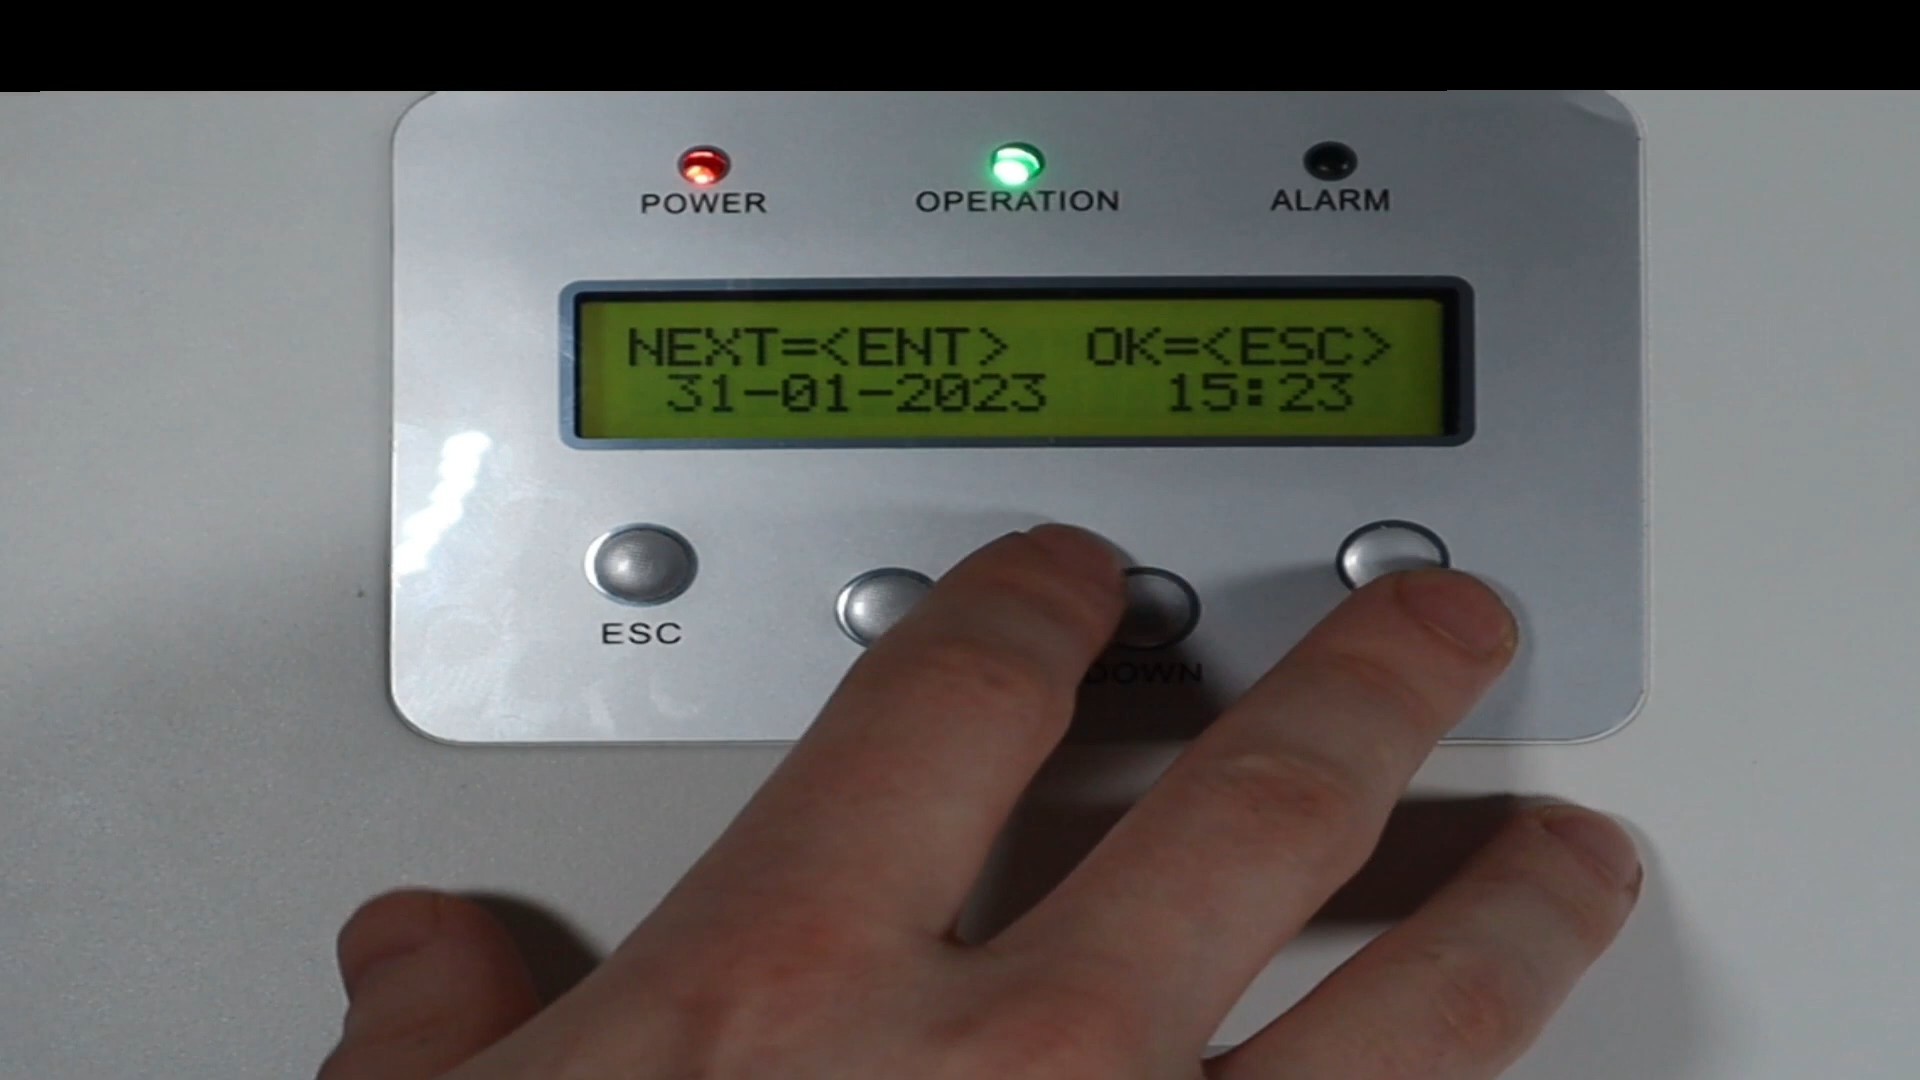 POWER OPERATION ALARM
NEXT=<ENT> OK=<ESC>
31-01-2023 15:23
ESC
DOWN